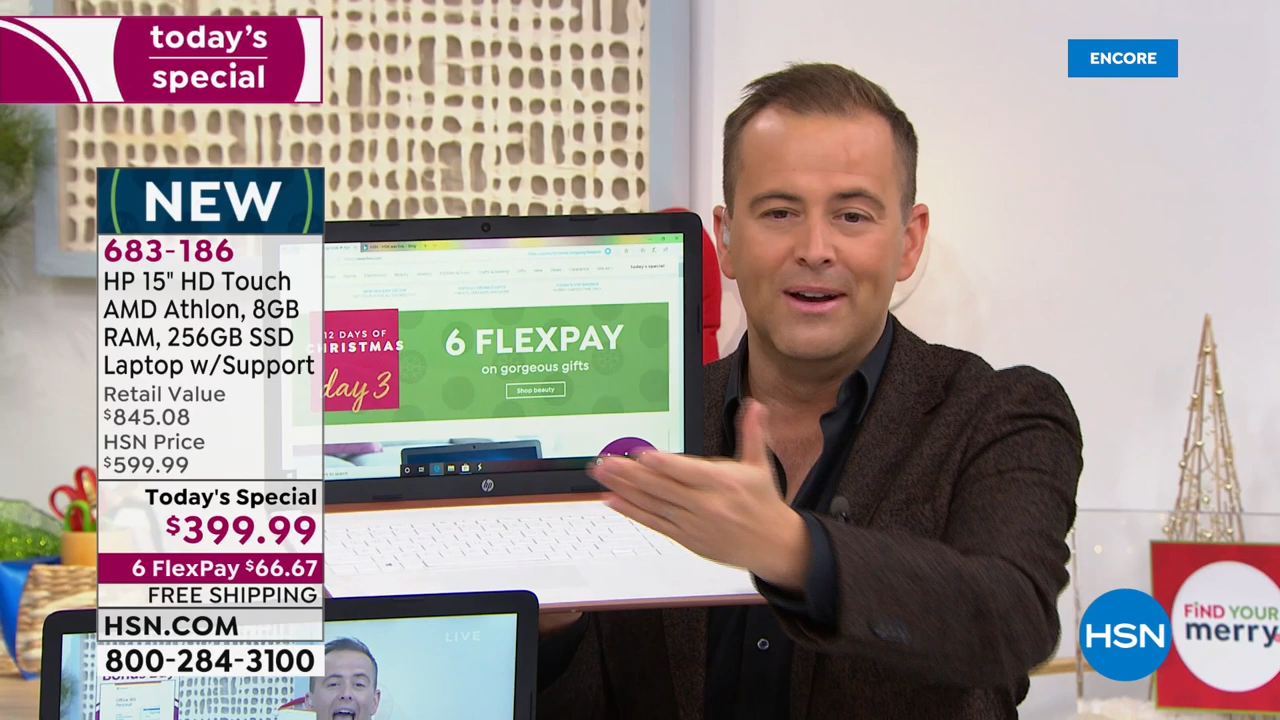 today's
special
ENCORE
NEW
683-186
HP 15" HD Touch
AMD Athlon, 8GB
RAM, 256GB SSD
Laptop w/Support
Retail Value
$845.08
HSN Price
$599.99
Today's Special
$399.99
6 FlexPay $66.67
FREE SHIPPING
HSN.COM
800-284-3100
today's special
12 DAYS OF
CHRISTMAS
day 3
6 FLEXPAY
on gorgeous gifts
Shop beauty
hp
LIVE
HSN
FiND YOUR
merry